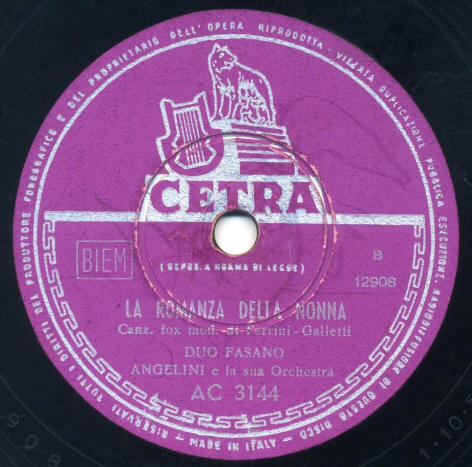 RISERVATI TUTTI I DIRITTI DEL PRODUTTORE FONOGRAFICO E DEL PROPRIETARIO DELL'OPERA RIPRODOTTA - VIETATA DUPLICAZIONE PUBBLICA ESECUZIONE, RADIODIFFUSIONE DI QUESTO DISCO
CETRA
BIEM
(DEPOS. A NORMA DI LEGGE)
B
12908
LA ROMANZA DELLA NONNA
Canz. fox mod. di Perrini - Galletti
DUO FASANO
ANGELINI e la sua Orchestra
AC 3144
MADE IN ITALY